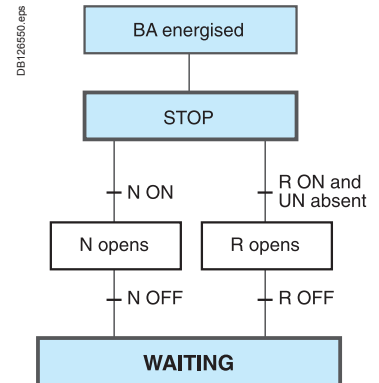 DB126550.eps
BA energised
STOP
N ON
R ON and
UN absent
N opens
R opens
N OFF
R OFF
WAITING